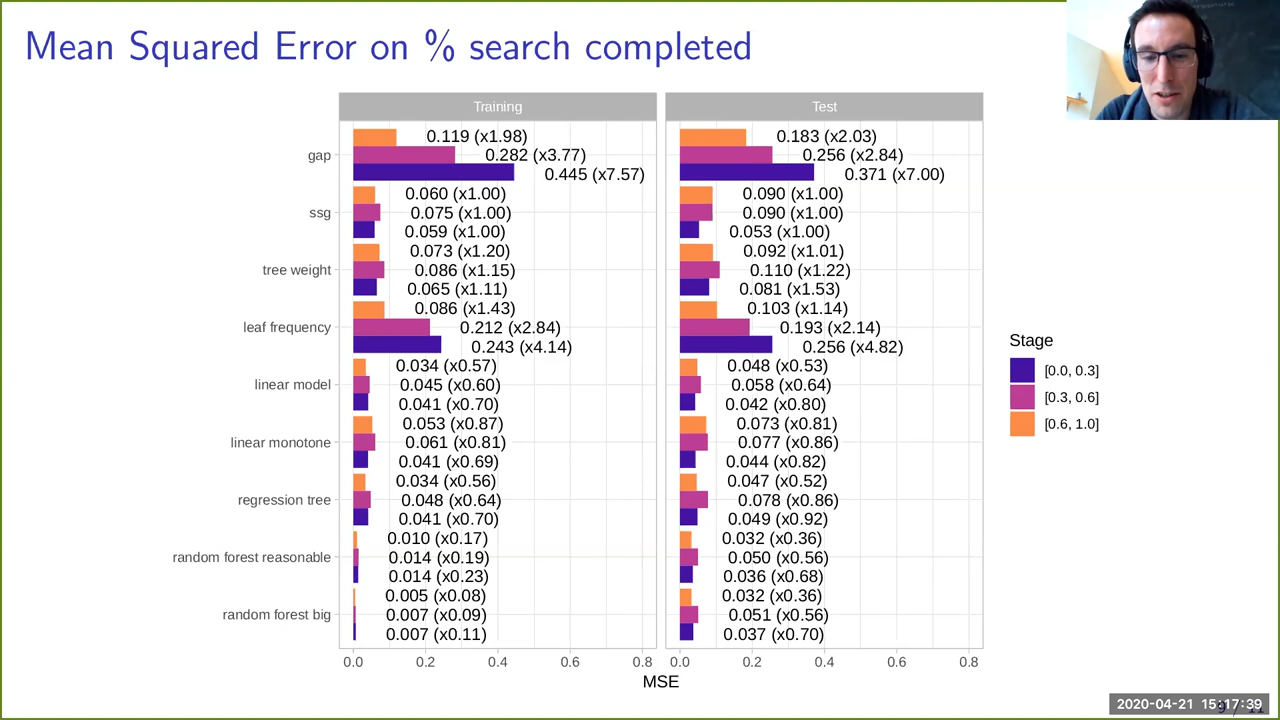 Mean Squared Error on % search completed
Training
Test
gap
0.119 (x1.98)
0.282 (x3.77)
0.445 (x7.57)
0.183 (x2.03)
0.256 (x2.84)
0.371 (x7.00)
ssg
0.060 (x1.00)
0.075 (x1.00)
0.059 (x1.00)
0.090 (x1.00)
0.090 (x1.00)
0.053 (x1.00)
tree weight
0.073 (x1.20)
0.086 (x1.15)
0.065 (x1.11)
0.092 (x1.01)
0.110 (x1.22)
0.081 (x1.53)
leaf frequency
0.086 (x1.43)
0.212 (x2.84)
0.243 (x4.14)
0.103 (x1.14)
0.193 (x2.14)
0.256 (x4.82)
linear model
0.034 (x0.57)
0.045 (x0.60)
0.041 (x0.70)
0.048 (x0.53)
0.058 (x0.64)
0.042 (x0.80)
linear monotone
0.053 (x0.87)
0.061 (x0.81)
0.041 (x0.69)
0.073 (x0.81)
0.077 (x0.86)
0.044 (x0.82)
regression tree
0.034 (x0.56)
0.048 (x0.64)
0.041 (x0.70)
0.047 (x0.52)
0.078 (x0.86)
0.049 (x0.92)
random forest reasonable
0.010 (x0.17)
0.014 (x0.19)
0.014 (x0.23)
0.032 (x0.36)
0.050 (x0.56)
0.036 (x0.68)
random forest big
0.005 (x0.08)
0.007 (x0.09)
0.007 (x0.11)
0.032 (x0.36)
0.051 (x0.56)
0.037 (x0.70)
0.0 0.2 0.4 0.6 0.8
0.0 0.2 0.4 0.6 0.8
MSE
Stage
[0.0, 0.3]
[0.3, 0.6]
[0.6, 1.0]
2020-04-21 15:17:39